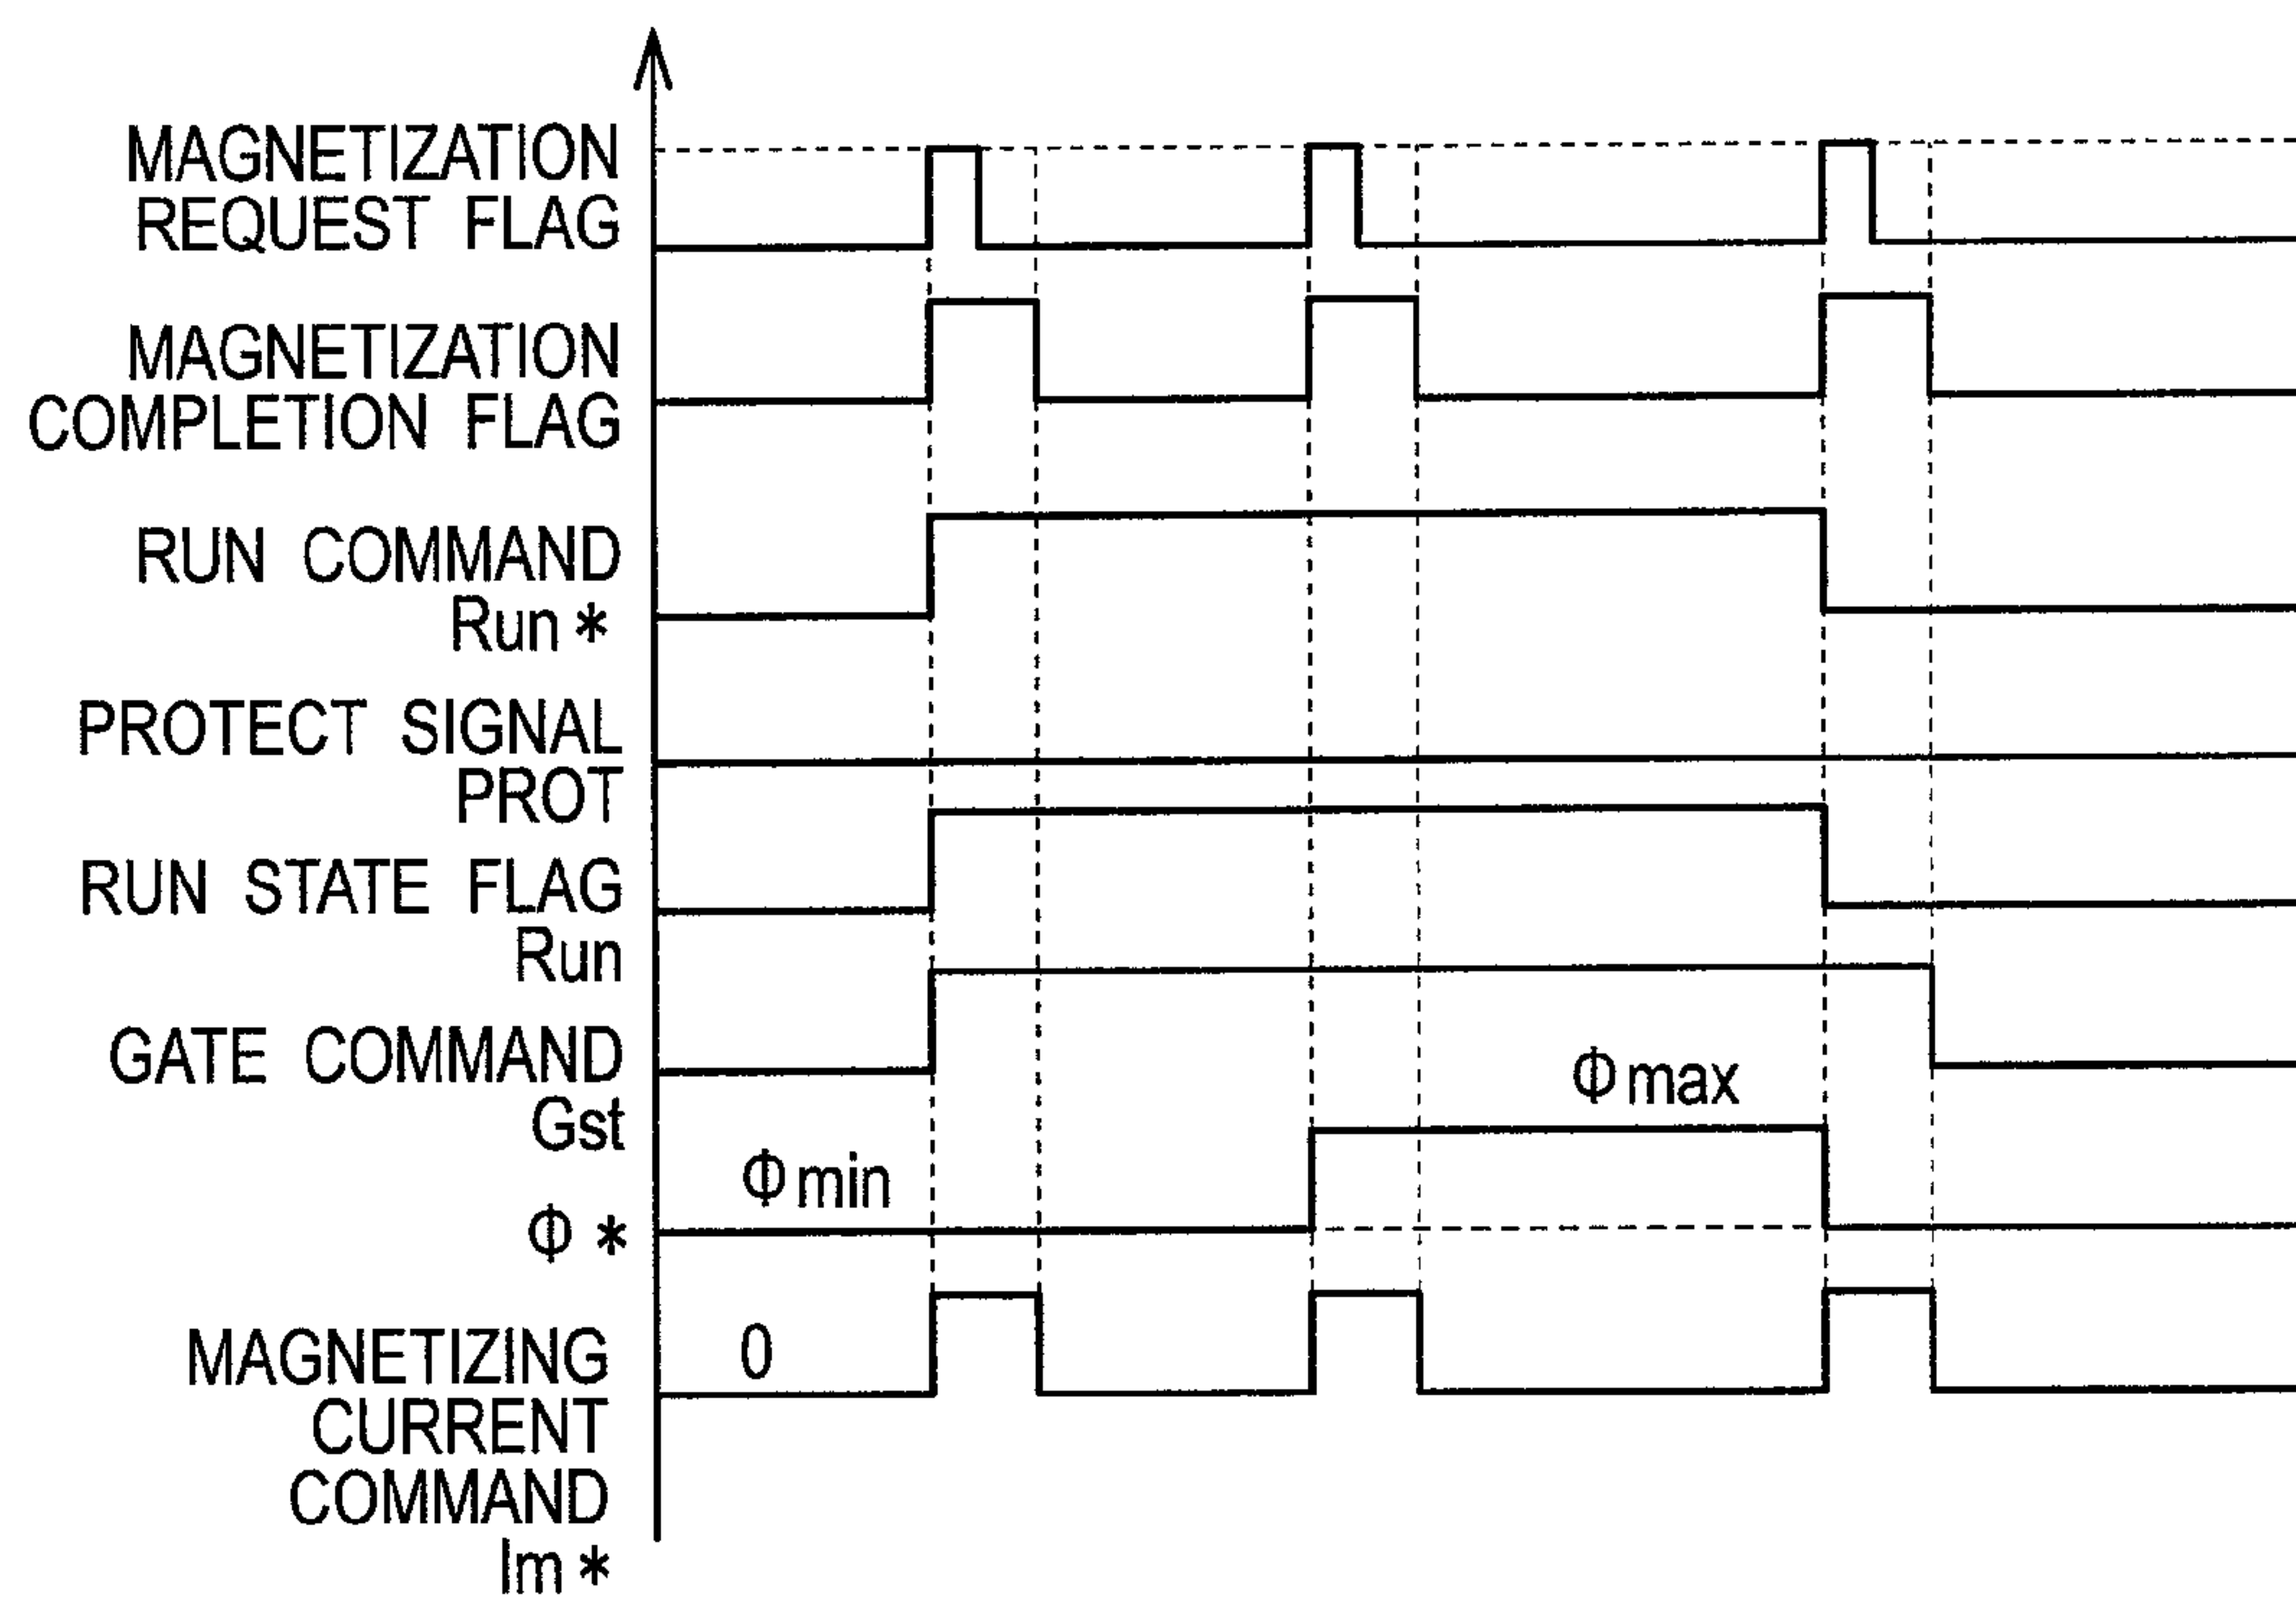 MAGNETIZATION
REQUEST FLAG
MAGNETIZATION
COMPLETION FLAG
RUN COMMAND
Run *
PROTECT SIGNAL
PROT
RUN STATE FLAG
Run
GATE COMMAND
Gst
Φmax
Φmin
Φ *
0
MAGNETIZING
CURRENT
COMMAND
Im *